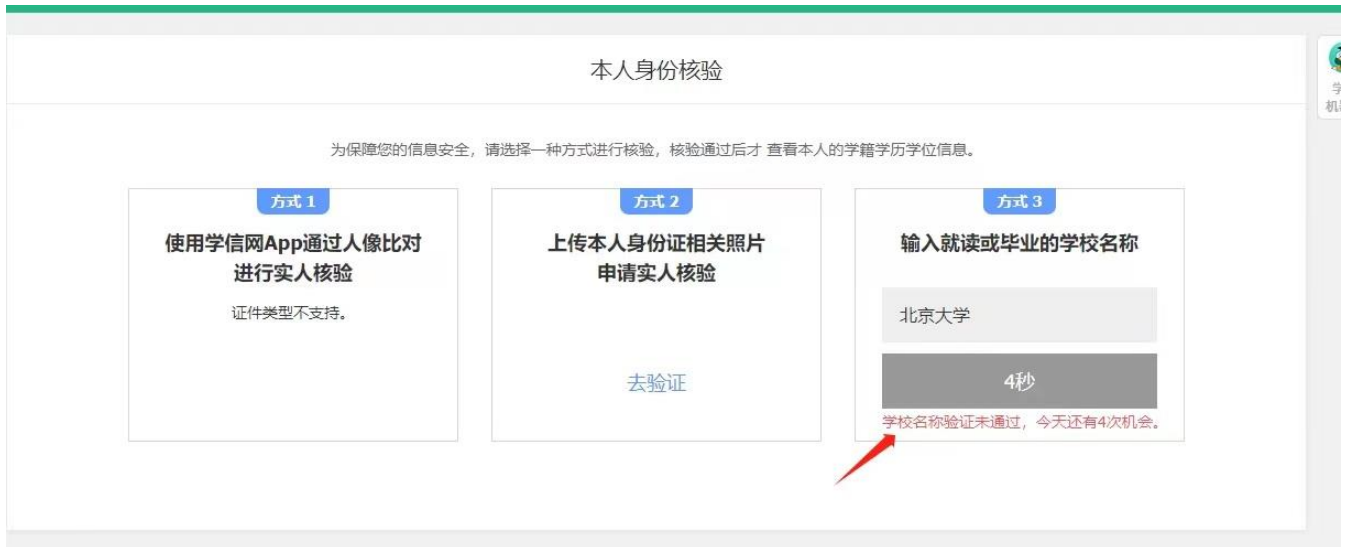 本人身份核验
学
机
为保障您的信息安全，请选择一种方式进行核验，核验通过后才 查看本人的学籍学历学位信息。
方式 1
使用学信网App通过人像比对
进行实人核验
证件类型不支持。
方式 2
上传本人身份证相关照片
申请实人核验
去验证
方式 3
输入就读或毕业的学校名称
北京大学
4秒
学校名称验证未通过，今天还有4次机会。